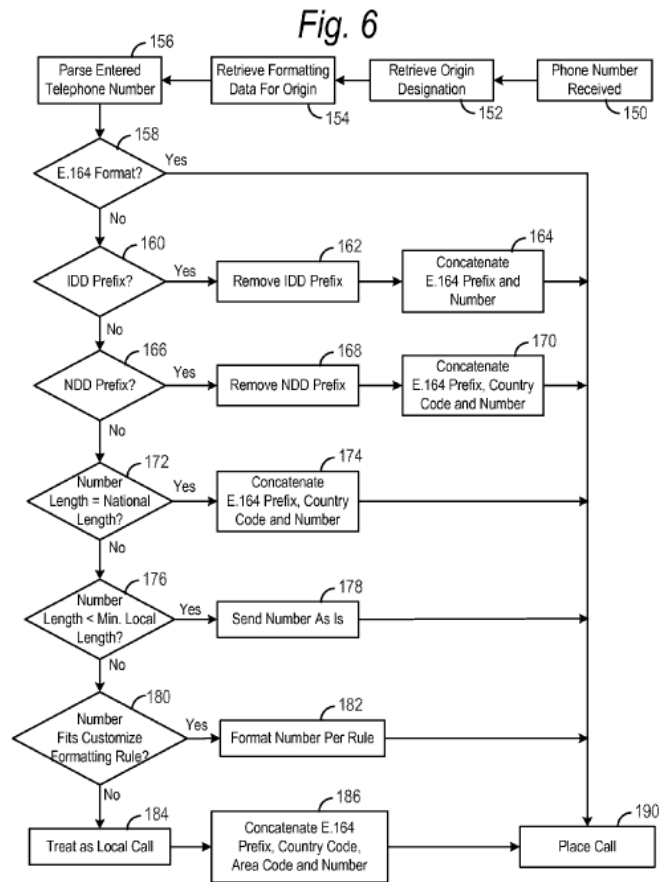 Fig. 6
156
Parse Entered
Telephone Number
Retrieve Formatting
Data For Origin
154
Retrieve Origin
Designation
152
Phone Number
Received
150
158
E.164 Format?
Yes
No
160
IDD Prefix?
Yes
No
162
Remove IDD Prefix
164
Concatenate
E.164 Prefix and
Number
166
NDD Prefix?
Yes
No
168
Remove NDD Prefix
170
Concatenate
E.164 Prefix, Country
Code and Number
172
Number
Length = National
Length?
Yes
No
174
Concatenate
E.164 Prefix, Country
Code and Number
176
Number
Length < Min. Local
Length?
Yes
No
178
Send Number As Is
180
Number
Fits Customize
Formatting Rule?
Yes
No
182
Format Number Per Rule
184
Treat as Local Call
186
Concatenate E.164
Prefix, Country Code,
Area Code and Number
190
Place Call